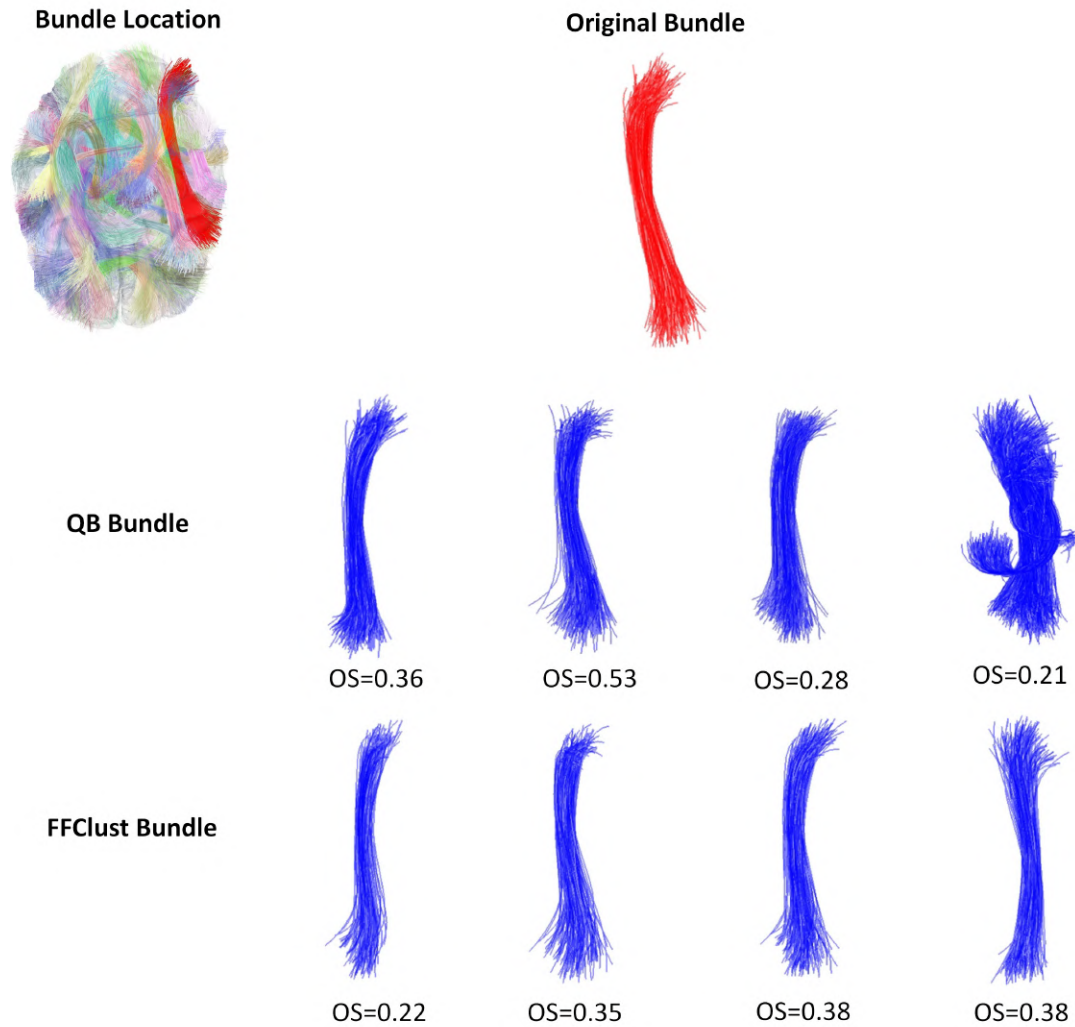 Bundle Location
Original Bundle
QB Bundle
OS=0.36
OS=0.53
OS=0.28
OS=0.21
FFClust Bundle
OS=0.22
OS=0.35
OS=0.38
OS=0.38